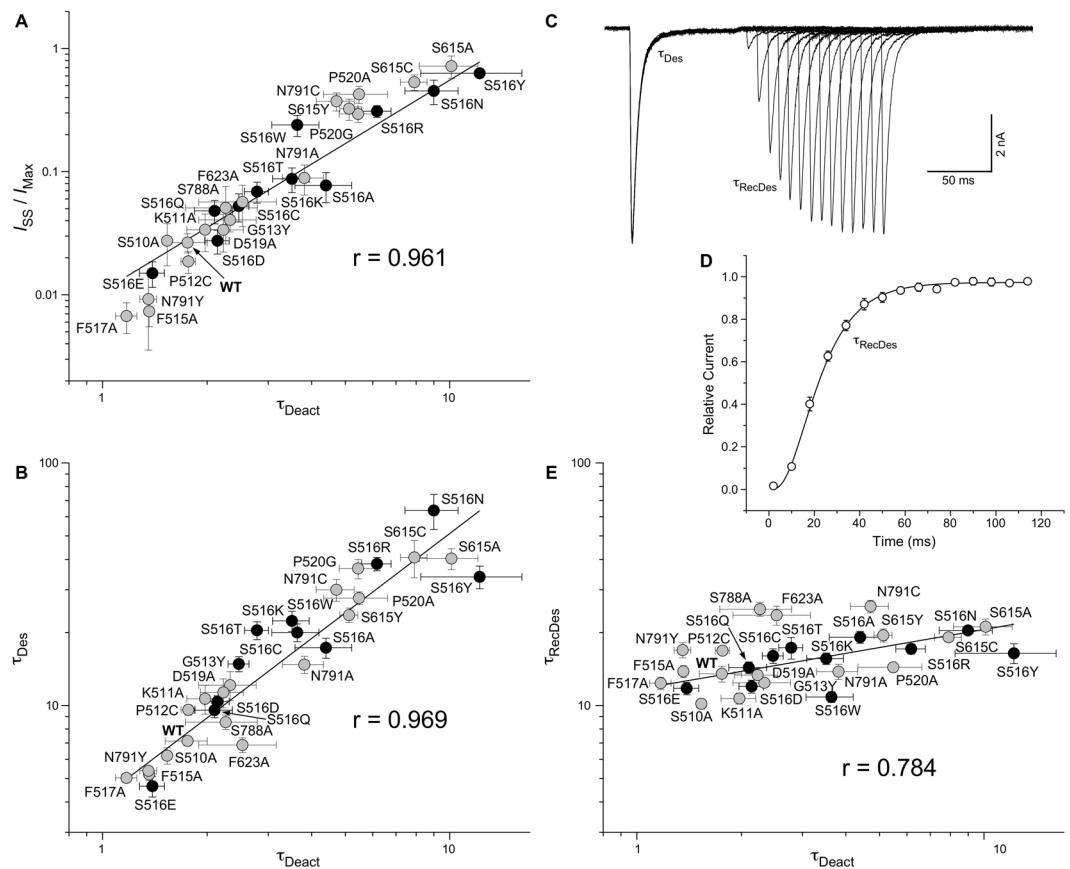 A
1
0.1
0.01
I_SS / I_Max
S615A
S615C
P520A
N791C
S516Y
S615Y
S516N
S516R
S516W
P520G
N791A
S516T
F623A
S788A
S516K
S516A
S516Q
S516C
K511A
G513Y
S510A
D519A
S516D
WT
P512C
S516E
N791Y
F515A
F517A
r = 0.961
1
10
τ_Deact
B
100
10
τ_Des
S516N
S615C
S516R
S615A
P520G
S516Y
N791C
P520A
S516W
S615Y
S516K
S516T
S516A
S516C
N791A
G513Y
D519A
K511A
S516D
P512C
S516Q
WT
S788A
N791Y
S510A
F623A
F515A
F517A
S516E
r = 0.969
1
10
τ_Deact
C
τ_Des
τ_RecDes
2 nA
50 ms
D
1.0
0.8
0.6
0.4
0.2
0.0
Relative Current
τ_RecDes
0
20
40
60
80
100
120
Time (ms)
E
100
10
τ_RecDes
N791C
S788A
F623A
S516N
S615A
S516Q
S516A
S615Y
S516T
N791Y
P512C
S516C
S516K
S615C
WT
S516R
F515A
D519A
S516Y
F517A
N791A
P520A
S516E
G513Y
S516D
S510A
K511A
S516W
r = 0.784
1
10
τ_Deact